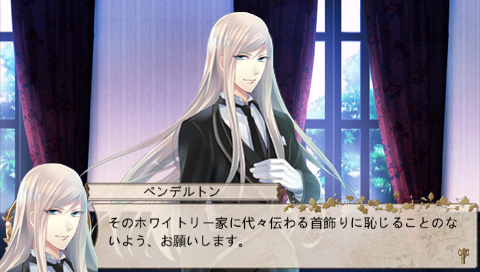 ペンデルトン
そのホワイトリー家に代々伝わる首飾りに恥じることのな
いよう、お願いします。